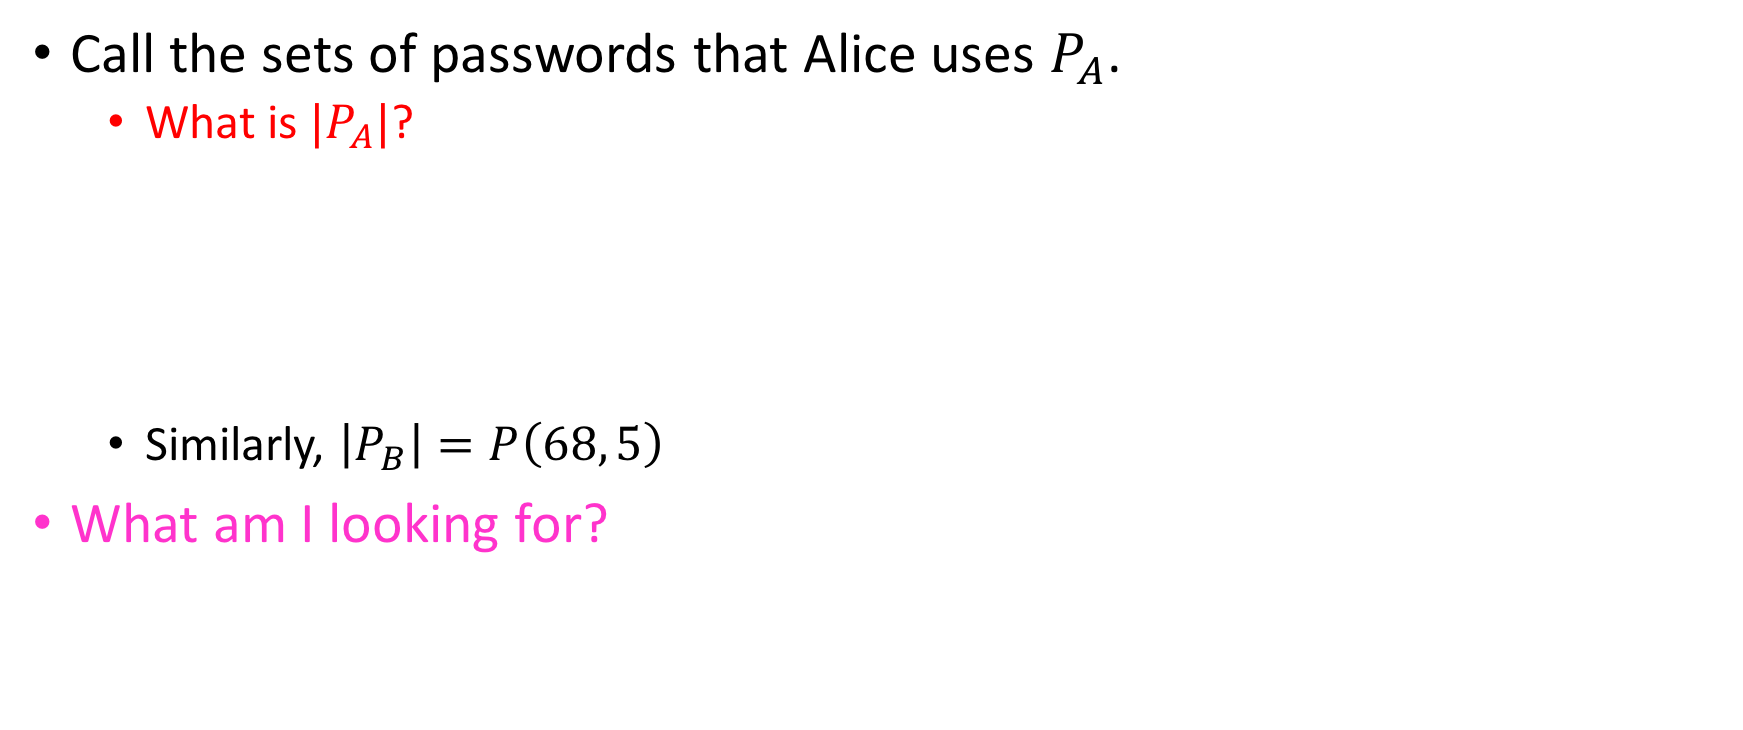 • Call the sets of passwords that Alice uses $P_A$.
• What is $|P_A|$?
• Similarly, $|P_B| = P(68, 5)$
• What am I looking for?